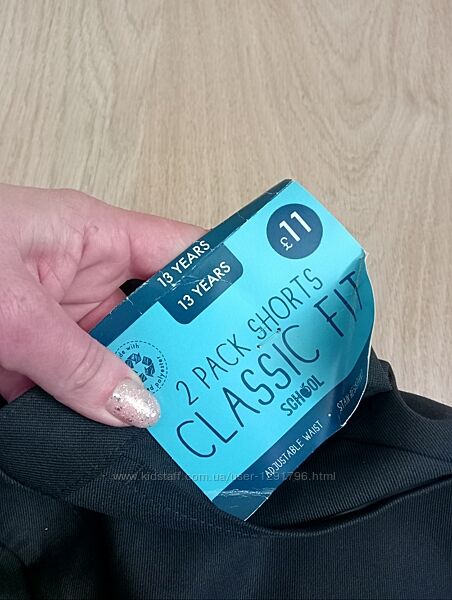 13 YEARS
13 YEARS
£11
2 PACK SHORTS
CLASSIC FIT
SCHOOL
ADJUSTABLE WAIST
www.kidstaff.com.ua/user-1291796.html